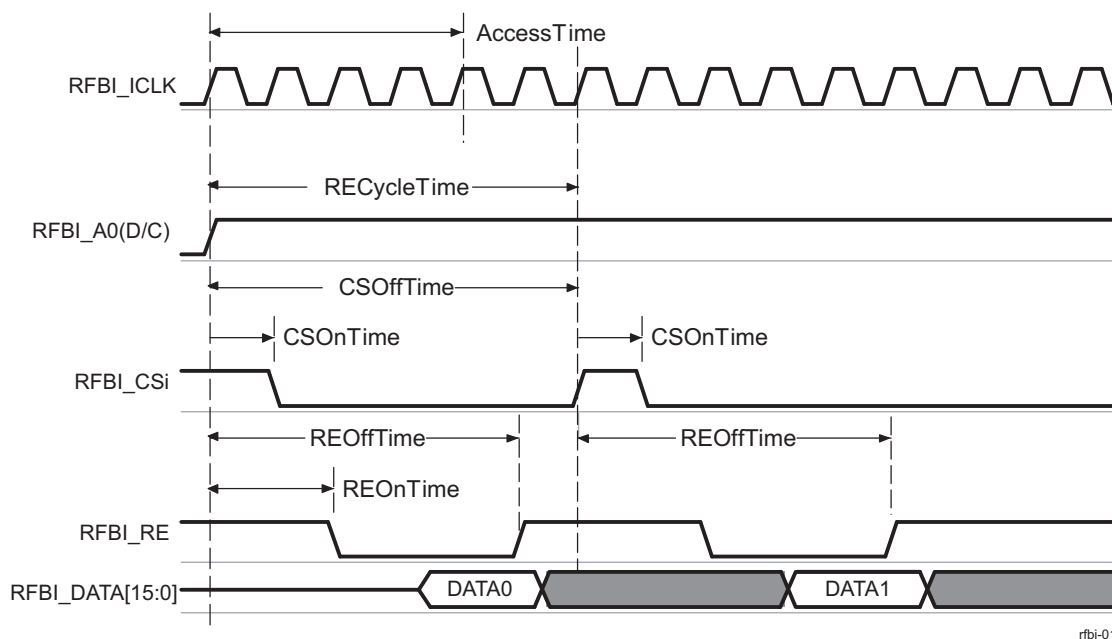 AccessTime
RFBI_ICLK
RECycleTime
RFBI_A0(D/C)
CSOffTime
CSOnTime CSOnTime
RFBI_CSi
REOffTime REOffTime
REOnTime
RFBI_RE
RFBI_DATA[15:0] DATA0 DATA1